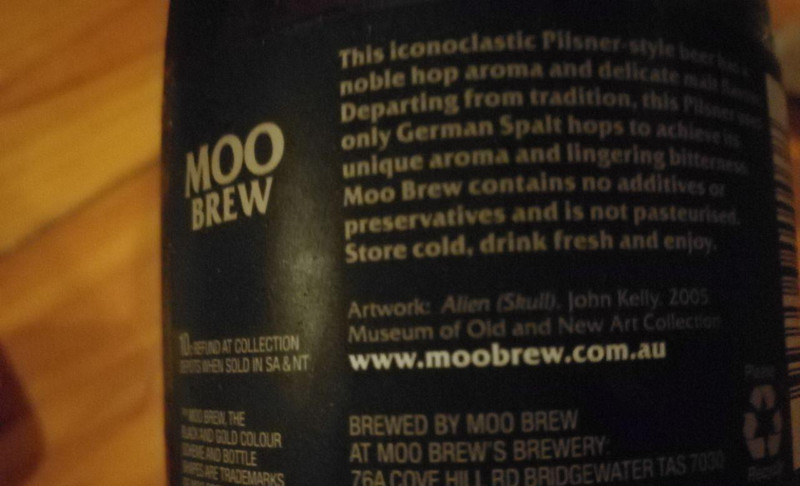 MOO
BREW
This iconoclastic Pilsner-style beer has a
noble hop aroma and delicate malt flavour
Departing from tradition, this Pilsner uses
only German Spalt hops to achieve its
unique aroma and lingering bitterness.
Moo Brew contains no additives or
preservatives and is not pasteurised.
Store cold, drink fresh and enjoy.
Artwork: Alien (Skull), John Kelly, 2005
Museum of Old and New Art Collection
www.moobrew.com.au
10c REFUND AT COLLECTION
DEPOTS WHEN SOLD IN SA & NT
™MOO BREW, THE
BLACK AND GOLD COLOUR
SCHEME AND BOTTLE
SHAPES ARE TRADEMARKS
BREWED BY MOO BREW
AT MOO BREW'S BREWERY:
76A COVE HILL RD BRIDGEWATER TAS 7030
Please
Recycle